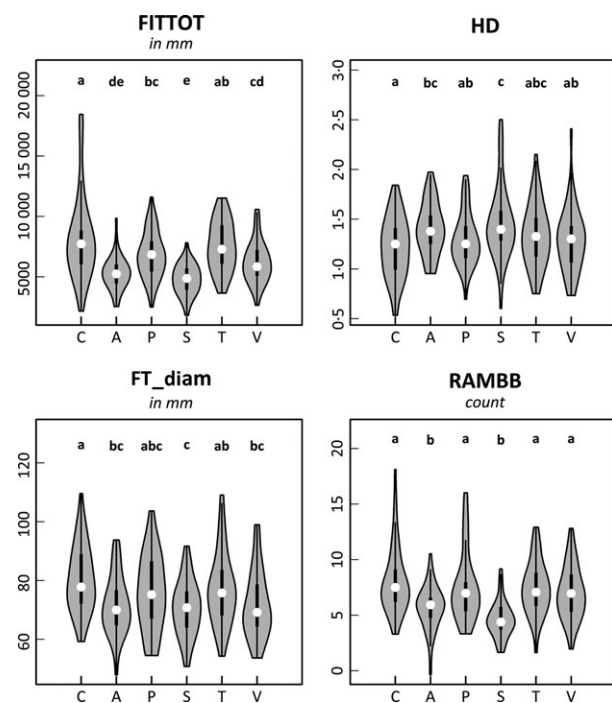 FITTOT
in mm
a de bc e ab cd
20 000
15 000
10 000
5000
C A P S T V
HD
a bc ab c abc ab
3·0
2·5
2·0
1·5
1·0
0·5
C A P S T V
FT_diam
in mm
a bc abc c ab bc
120
100
80
60
C A P S T V
RAMBB
count
a b a b a a
20
15
10
5
0
C A P S T V